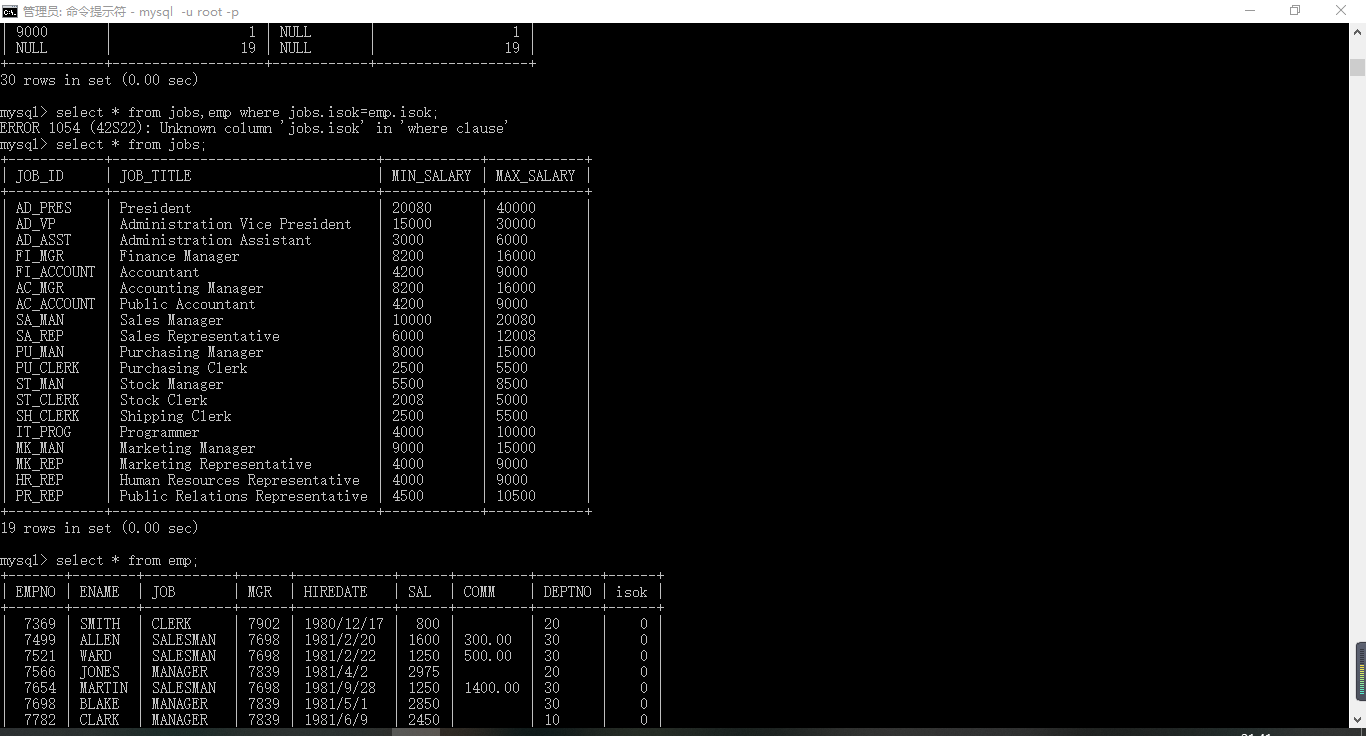 管理员: 命令提示符 - mysql  -u root -p
| 9000       |                  1 | NULL       |                  1 |
| NULL       |                 19 | NULL       |                 19 |
+------------+--------------------+------------+--------------------+
30 rows in set (0.00 sec)
mysql> select * from jobs,emp where jobs.isok=emp.isok;
ERROR 1054 (42S22): Unknown column 'jobs.isok' in 'where clause'
mysql> select * from jobs;
+------------+---------------------------------+------------+------------+
| JOB_ID     | JOB_TITLE                       | MIN_SALARY | MAX_SALARY |
+------------+---------------------------------+------------+------------+
| AD_PRES    | President                       | 20080      | 40000      |
| AD_VP      | Administration Vice President   | 15000      | 30000      |
| AD_ASST    | Administration Assistant        | 3000       | 6000       |
| FI_MGR     | Finance Manager                 | 8200       | 16000      |
| FI_ACCOUNT | Accountant                      | 4200       | 9000       |
| AC_MGR     | Accounting Manager              | 8200       | 16000      |
| AC_ACCOUNT | Public Accountant               | 4200       | 9000       |
| SA_MAN     | Sales Manager                   | 10000      | 20080      |
| SA_REP     | Sales Representative            | 6000       | 12008      |
| PU_MAN     | Purchasing Manager              | 8000       | 15000      |
| PU_CLERK   | Purchasing Clerk                | 2500       | 5500       |
| ST_MAN     | Stock Manager                   | 5500       | 8500       |
| ST_CLERK   | Stock Clerk                     | 2008       | 5000       |
| SH_CLERK   | Shipping Clerk                  | 2500       | 5500       |
| IT_PROG    | Programmer                      | 4000       | 10000      |
| MK_MAN     | Marketing Manager               | 9000       | 15000      |
| MK_REP     | Marketing Representative        | 4000       | 9000       |
| HR_REP     | Human Resources Representative  | 4000       | 9000       |
| PR_REP     | Public Relations Representative | 4500       | 10500      |
+------------+---------------------------------+------------+------------+
19 rows in set (0.00 sec)
mysql> select * from emp;
+-------+--------+-----------+------+------------+------+---------+--------+------+
| EMPNO | ENAME  | JOB       | MGR  | HIREDATE   | SAL  | COMM    | DEPTNO | isok |
+-------+--------+-----------+------+------------+------+---------+--------+------+
|  7369 | SMITH  | CLERK     | 7902 | 1980/12/17 |  800 |         | 20     |    0 |
|  7499 | ALLEN  | SALESMAN  | 7698 | 1981/2/20  | 1600 | 300.00  | 30     |    0 |
|  7521 | WARD   | SALESMAN  | 7698 | 1981/2/22  | 1250 | 500.00  | 30     |    0 |
|  7566 | JONES  | MANAGER   | 7839 | 1981/4/2   | 2975 |         | 20     |    0 |
|  7654 | MARTIN | SALESMAN  | 7698 | 1981/9/28  | 1250 | 1400.00 | 30     |    0 |
|  7698 | BLAKE  | MANAGER   | 7839 | 1981/5/1   | 2850 |         | 30     |    0 |
|  7782 | CLARK  | MANAGER   | 7839 | 1981/6/9   | 2450 |         | 10     |    0 |